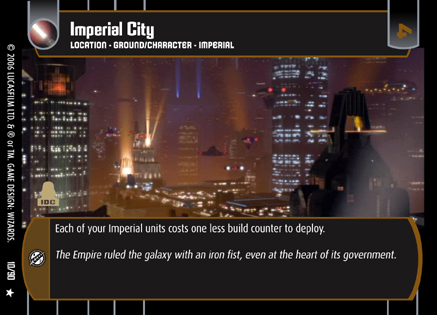 Imperial City
LOCATION - GROUND/CHARACTER - IMPERIAL
4
© 2006 LUCASFILM LTD. & ® or TM. GAME DESIGN: WIZARDS. 10/90
IDC
Each of your Imperial units costs one less build counter to deploy.
The Empire ruled the galaxy with an iron fist, even at the heart of its government.